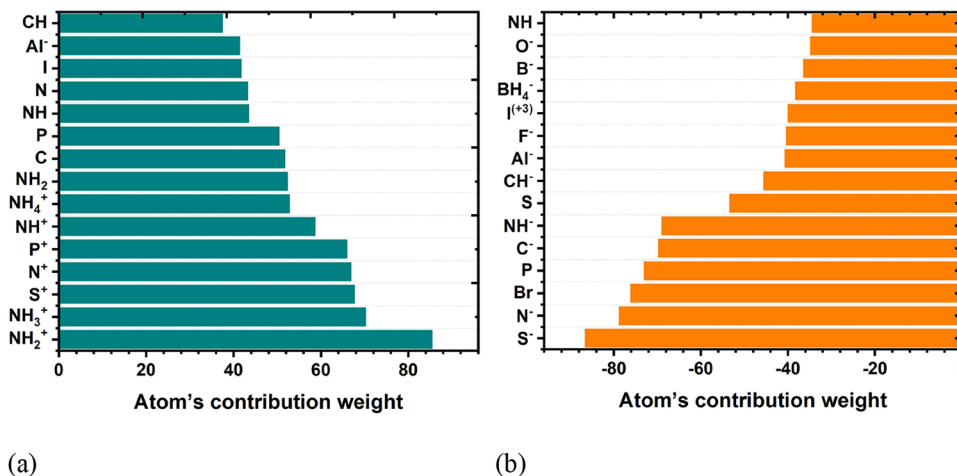 CH
Al⁻
I
N
NH
P
C
NH₂
NH₄⁺
NH⁺
P⁺
N⁺
S⁺
NH₃⁺
NH₂⁺
0 20 40 60 80
Atom's contribution weight
(a)
NH
O⁻
B⁻
BH₄⁻
I⁽⁺³⁾
F⁻
Al⁻
CH⁻
S
NH⁻
C⁻
P
Br
N⁻
S⁻
-80 -60 -40 -20
Atom's contribution weight
(b)